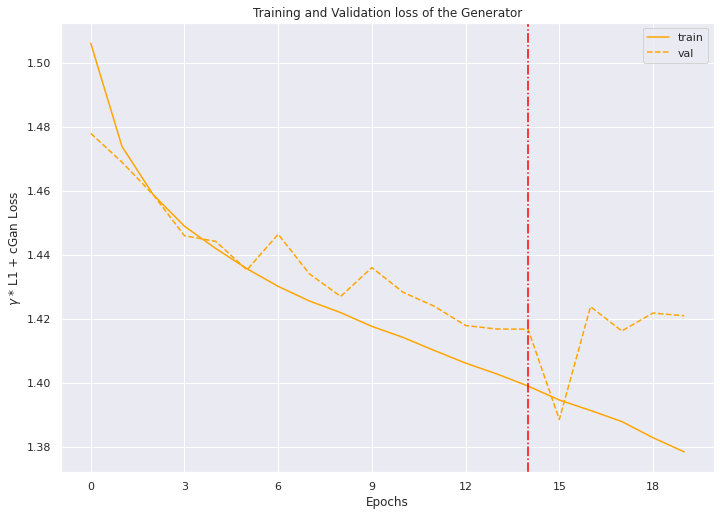 Training and Validation loss of the Generator
train
val
γ * L1 + cGan Loss
1.50
1.48
1.46
1.44
1.42
1.40
1.38
0 3 6 9 12 15 18
Epochs